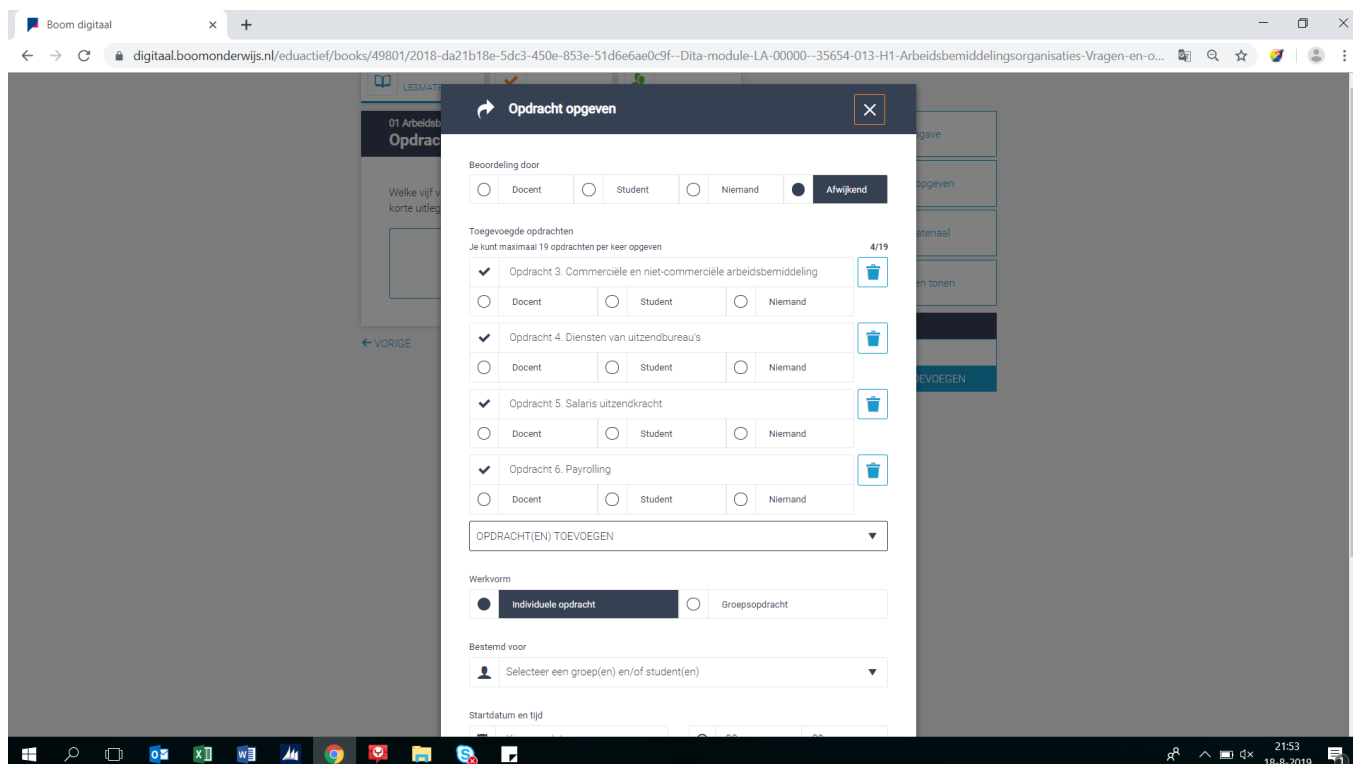 Boom digitaal
digitaal.boomonderwijs.nl/eduactief/books/49801/2018-da21b18e-5dc3-450e-853e-51d6e6ae0c9f--Dita-module-LA-00000--35654-013-H1-Arbeidsbemiddelingsorganisaties-Vragen-en-o...
LESMATE
01 Arbeidsb
Opdrac
Welke vijf v
korte uitleg
VORIGE
Opdracht opgeven
Beoordeling door
Docent Student Niemand Afwijkend
Toegevoegde opdrachten
Je kunt maximaal 19 opdrachten per keer opgeven 4/19
Opdracht 3. Commerciële en niet-commerciële arbeidsbemiddeling
Docent Student Niemand
Opdracht 4. Diensten van uitzendbureau's
Docent Student Niemand
Opdracht 5. Salaris uitzendkracht
Docent Student Niemand
Opdracht 6. Payrolling
Docent Student Niemand
OPDRACHT(EN) TOEVOEGEN
Werkvorm
Individuele opdracht Groepsopdracht
Bestemd voor
Selecteer een groep(en) en/of student(en)
Startdatum en tijd
gave
opgeven
ateriaal
en tonen
OEVOEGEN
21:53
18-8-2019